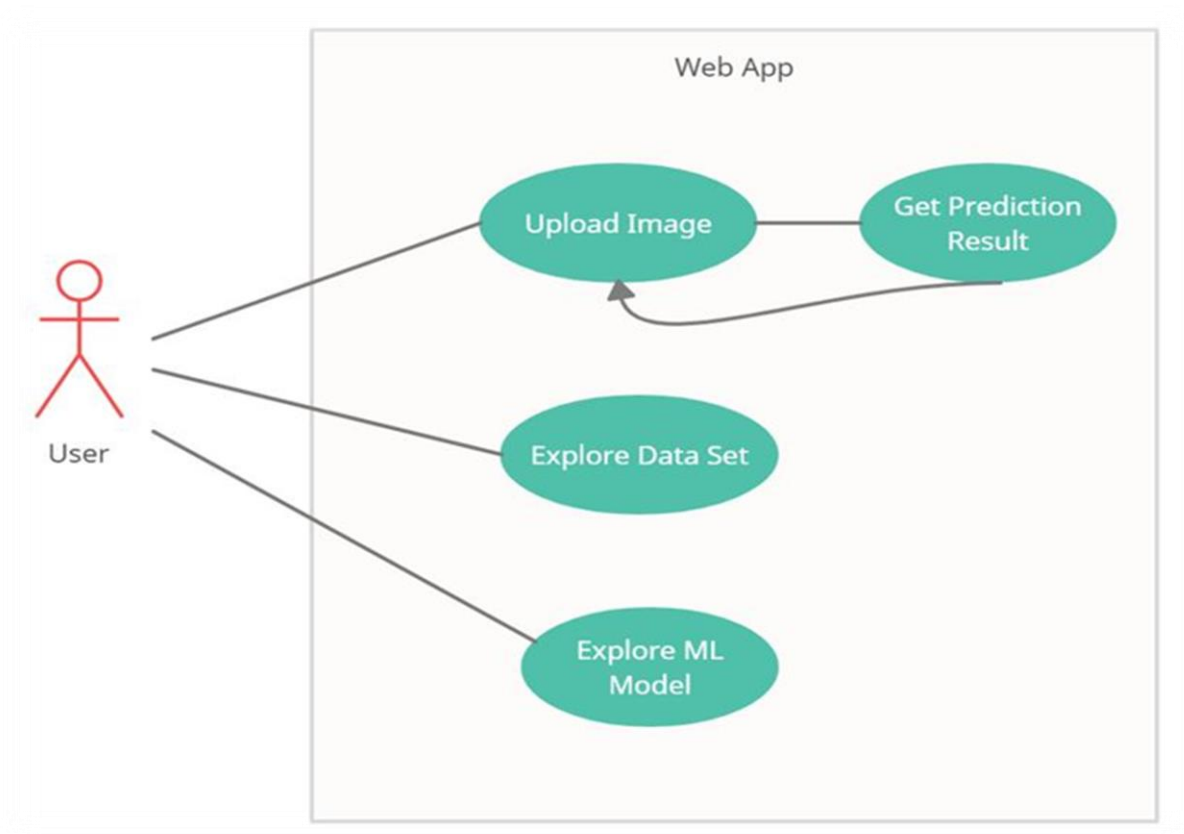 Web App
Upload Image
Get Prediction
Result
User
Explore Data Set
Explore ML
Model